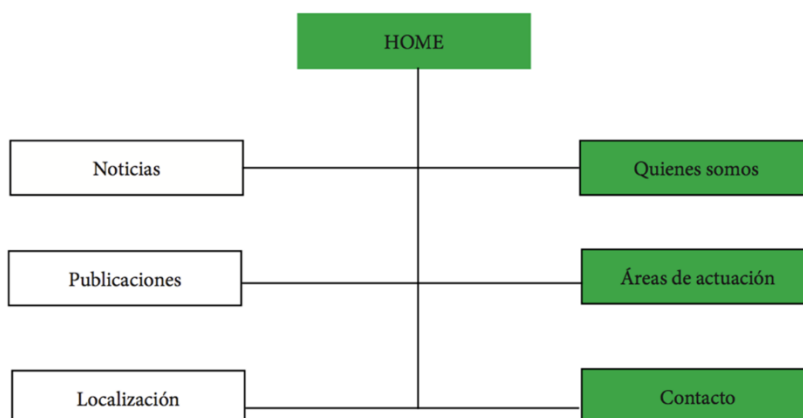 HOME
Noticias
Quienes somos
Publicaciones
Áreas de actuación
Localización
Contacto